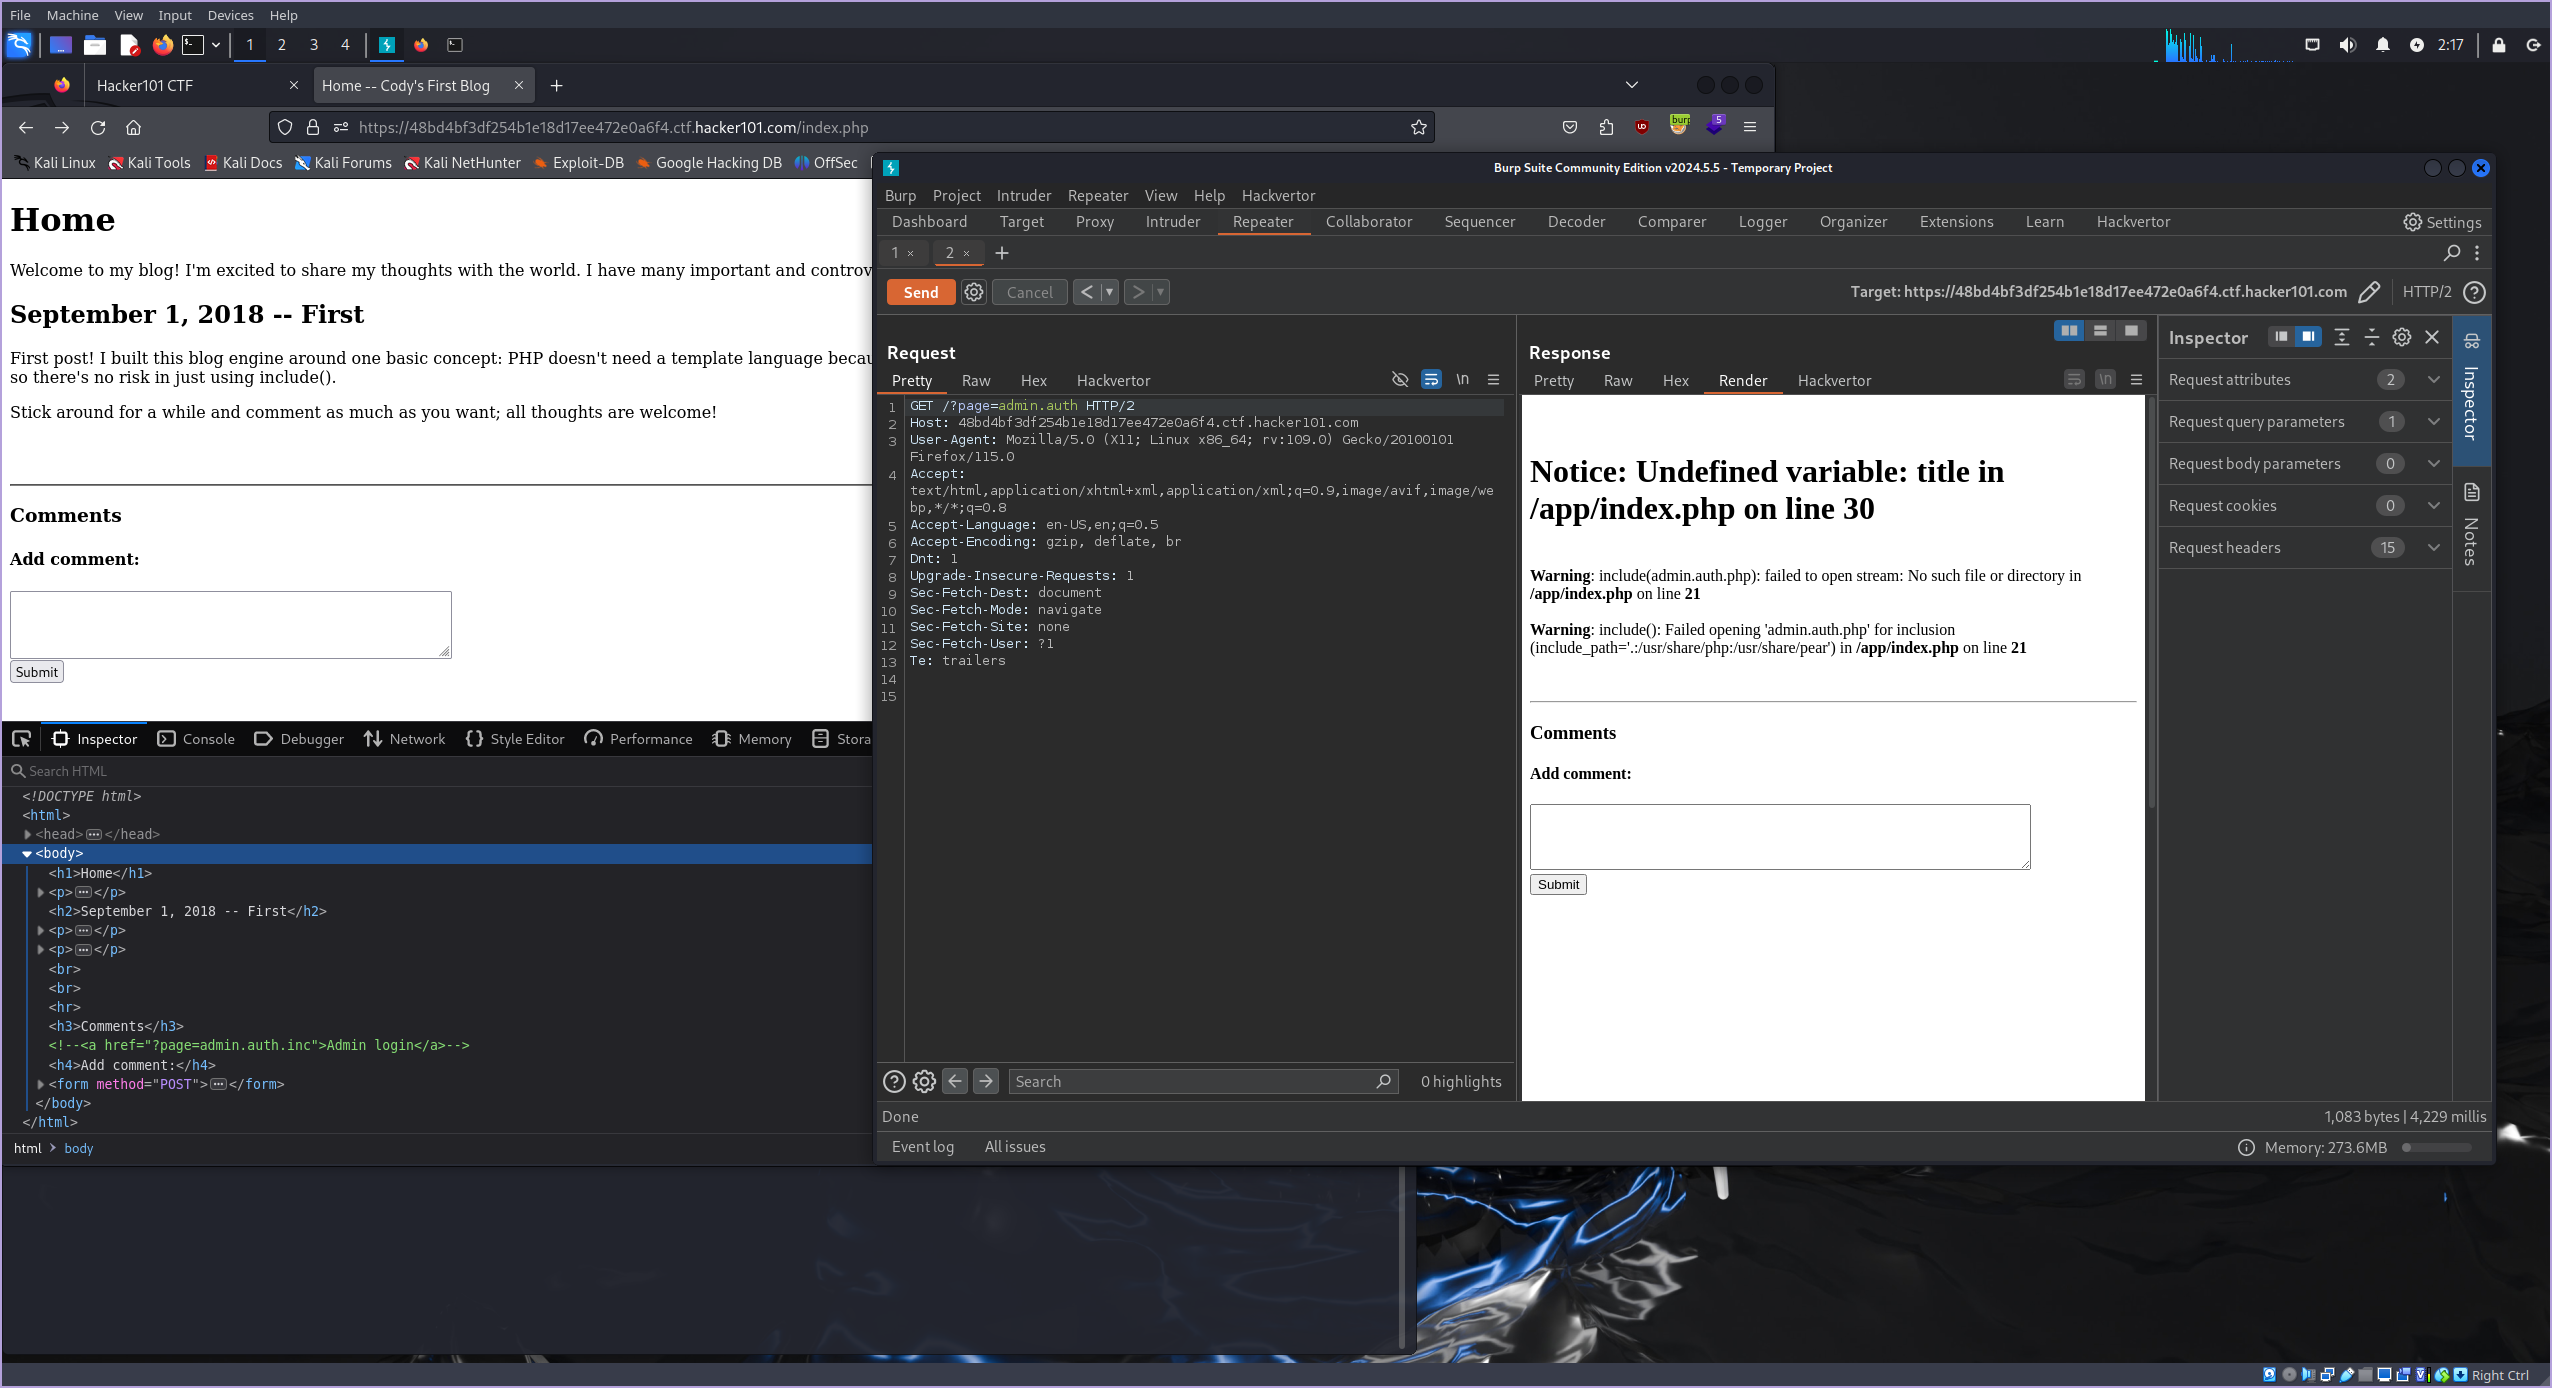 File Machine View Input Devices Help
1 2 3 4
2:17
Hacker101 CTF
Home -- Cody's First Blog
https://48bd4bf3df254b1e18d17ee472e0a6f4.ctf.hacker101.com/index.php
Kali Linux Kali Tools Kali Docs Kali Forums Kali NetHunter Exploit-DB Google Hacking DB OffSec
Home
Welcome to my blog! I'm excited to share my thoughts with the world. I have many important and controv
September 1, 2018 -- First
First post! I built this blog engine around one basic concept: PHP doesn't need a template language becau
so there's no risk in just using include().
Stick around for a while and comment as much as you want; all thoughts are welcome!
Comments
Add comment:
Submit
Inspector Console Debugger Network Style Editor Performance Memory Stora
Search HTML
<!DOCTYPE html>
<html>
<head>···</head>
<body>
<h1>Home</h1>
<p>···</p>
<h2>September 1, 2018 -- First</h2>
<p>···</p>
<p>···</p>
<br>
<br>
<hr>
<h3>Comments</h3>
<!--<a href="?page=admin.auth.inc">Admin login</a>-->
<h4>Add comment:</h4>
<form method="POST">···</form>
</body>
</html>
html > body
Burp Suite Community Edition v2024.5.5 - Temporary Project
Burp Project Intruder Repeater View Help Hackvertor
Dashboard Target Proxy Intruder Repeater Collaborator Sequencer Decoder Comparer Logger Organizer Extensions Learn Hackvertor Settings
1 × 2 × +
Send Cancel < >
Target: https://48bd4bf3df254b1e18d17ee472e0a6f4.ctf.hacker101.com HTTP/2
Request
Pretty Raw Hex Hackvertor \n
1 GET /?page=admin.auth HTTP/2
2 Host: 48bd4bf3df254b1e18d17ee472e0a6f4.ctf.hacker101.com
3 User-Agent: Mozilla/5.0 (X11; Linux x86_64; rv:109.0) Gecko/20100101
Firefox/115.0
4 Accept:
text/html,application/xhtml+xml,application/xml;q=0.9,image/avif,image/we
bp,*/*;q=0.8
5 Accept-Language: en-US,en;q=0.5
6 Accept-Encoding: gzip, deflate, br
7 Dnt: 1
8 Upgrade-Insecure-Requests: 1
9 Sec-Fetch-Dest: document
10 Sec-Fetch-Mode: navigate
11 Sec-Fetch-Site: none
12 Sec-Fetch-User: ?1
13 Te: trailers
14
15
Search
0 highlights
Response
Pretty Raw Hex Render Hackvertor \n
Notice: Undefined variable: title in
/app/index.php on line 30
Warning: include(admin.auth.php): failed to open stream: No such file or directory in
/app/index.php on line 21
Warning: include(): Failed opening 'admin.auth.php' for inclusion
(include_path='.:/usr/share/php:/usr/share/pear') in /app/index.php on line 21
Comments
Add comment:
Submit
Inspector
Request attributes 2
Request query parameters 1
Request body parameters 0
Request cookies 0
Request headers 15
Inspector
Notes
Done
1,083 bytes | 4,229 millis
Event log All issues
Memory: 273.6MB
Right Ctrl